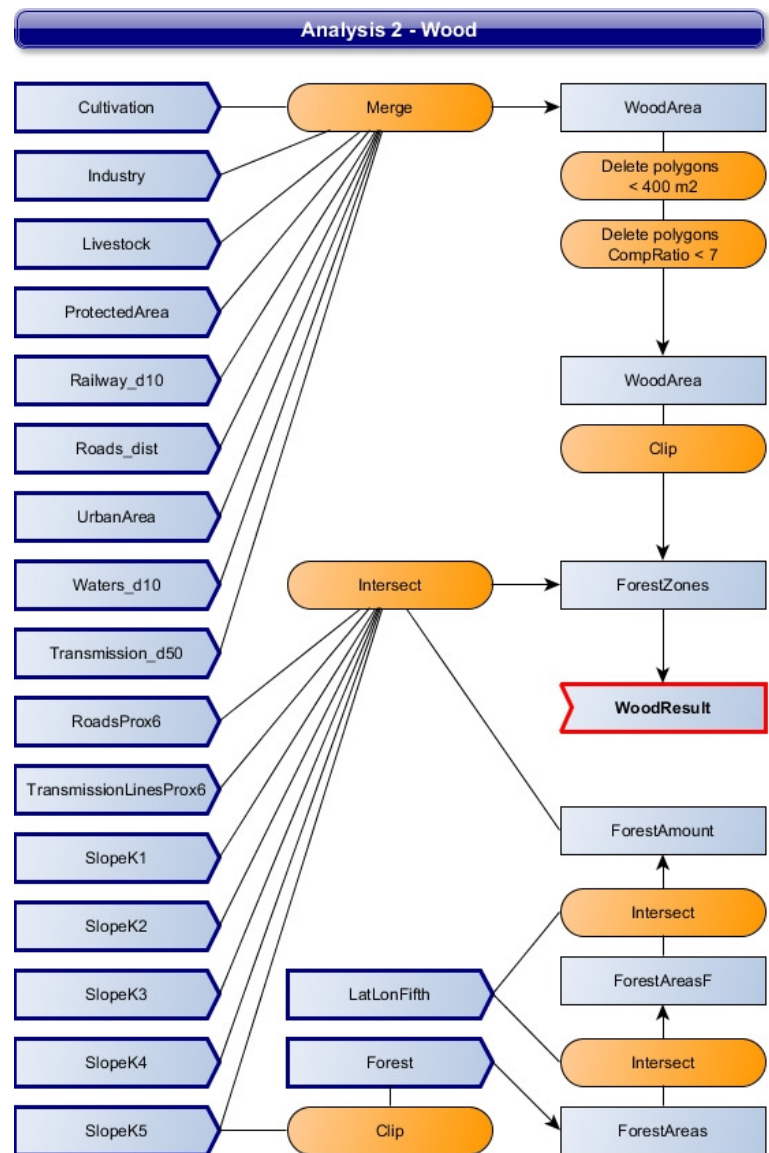 Analysis 2 - Wood
Cultivation
Merge
WoodArea
Industry
Delete polygons
< 400 m2
Livestock
Delete polygons
CompRatio < 7
ProtectedArea
Railway_d10
WoodArea
Roads_dist
Clip
UrbanArea
Waters_d10
Intersect
ForestZones
Transmission_d50
RoadsProx6
WoodResult
TransmissionLinesProx6
SlopeK1
ForestAmount
SlopeK2
Intersect
SlopeK3
LatLonFifth
ForestAreasF
SlopeK4
Forest
Intersect
SlopeK5
Clip
ForestAreas